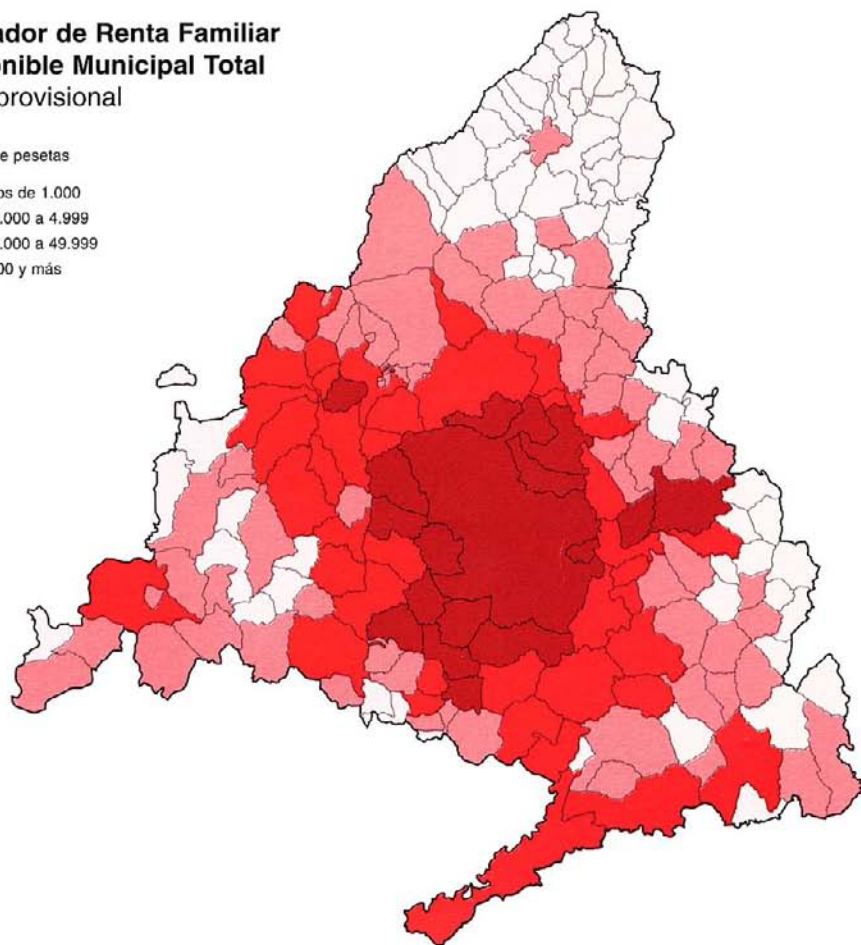 ador de Renta Familiar
onible Municipal Total
provisional
e pesetas
os de 1.000
.000 a 4.999
.000 a 49.999
00 y más